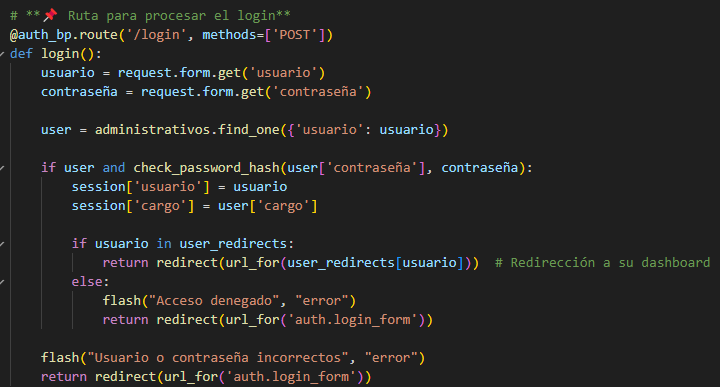 # **📌 Ruta para procesar el login**
@auth_bp.route('/login', methods=['POST'])
def login():
    usuario = request.form.get('usuario')
    contraseña = request.form.get('contraseña')

    user = administrativos.find_one({'usuario': usuario})

    if user and check_password_hash(user['contraseña'], contraseña):
        session['usuario'] = usuario
        session['cargo'] = user['cargo']

        if usuario in user_redirects:
            return redirect(url_for(user_redirects[usuario]))  # Redirección a su dashboard
        else:
            flash("Acceso denegado", "error")
            return redirect(url_for('auth.login_form'))

    flash("Usuario o contraseña incorrectos", "error")
    return redirect(url_for('auth.login_form'))